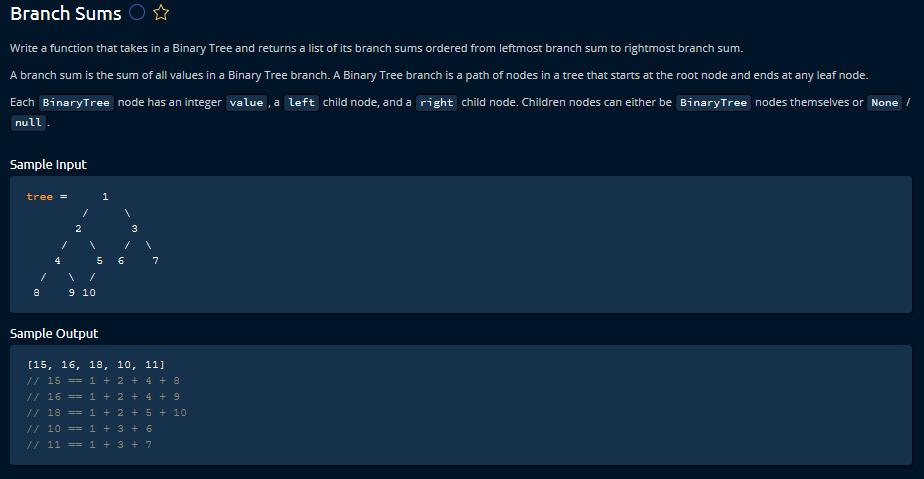 Branch Sums
Write a function that takes in a Binary Tree and returns a list of its branch sums ordered from leftmost branch sum to rightmost branch sum.
A branch sum is the sum of all values in a Binary Tree branch. A Binary Tree branch is a path of nodes in a tree that starts at the root node and ends at any leaf node.
Each BinaryTree node has an integer value , a left child node, and a right child node. Children nodes can either be BinaryTree nodes themselves or None /
null .
Sample Input
tree =     1
        /     \
       2       3
     /   \    /  \
    4     5  6    7
  /   \  /
 8    9 10
Sample Output
[15, 16, 18, 10, 11]
// 15 == 1 + 2 + 4 + 8
// 16 == 1 + 2 + 4 + 9
// 18 == 1 + 2 + 5 + 10
// 10 == 1 + 3 + 6
// 11 == 1 + 3 + 7